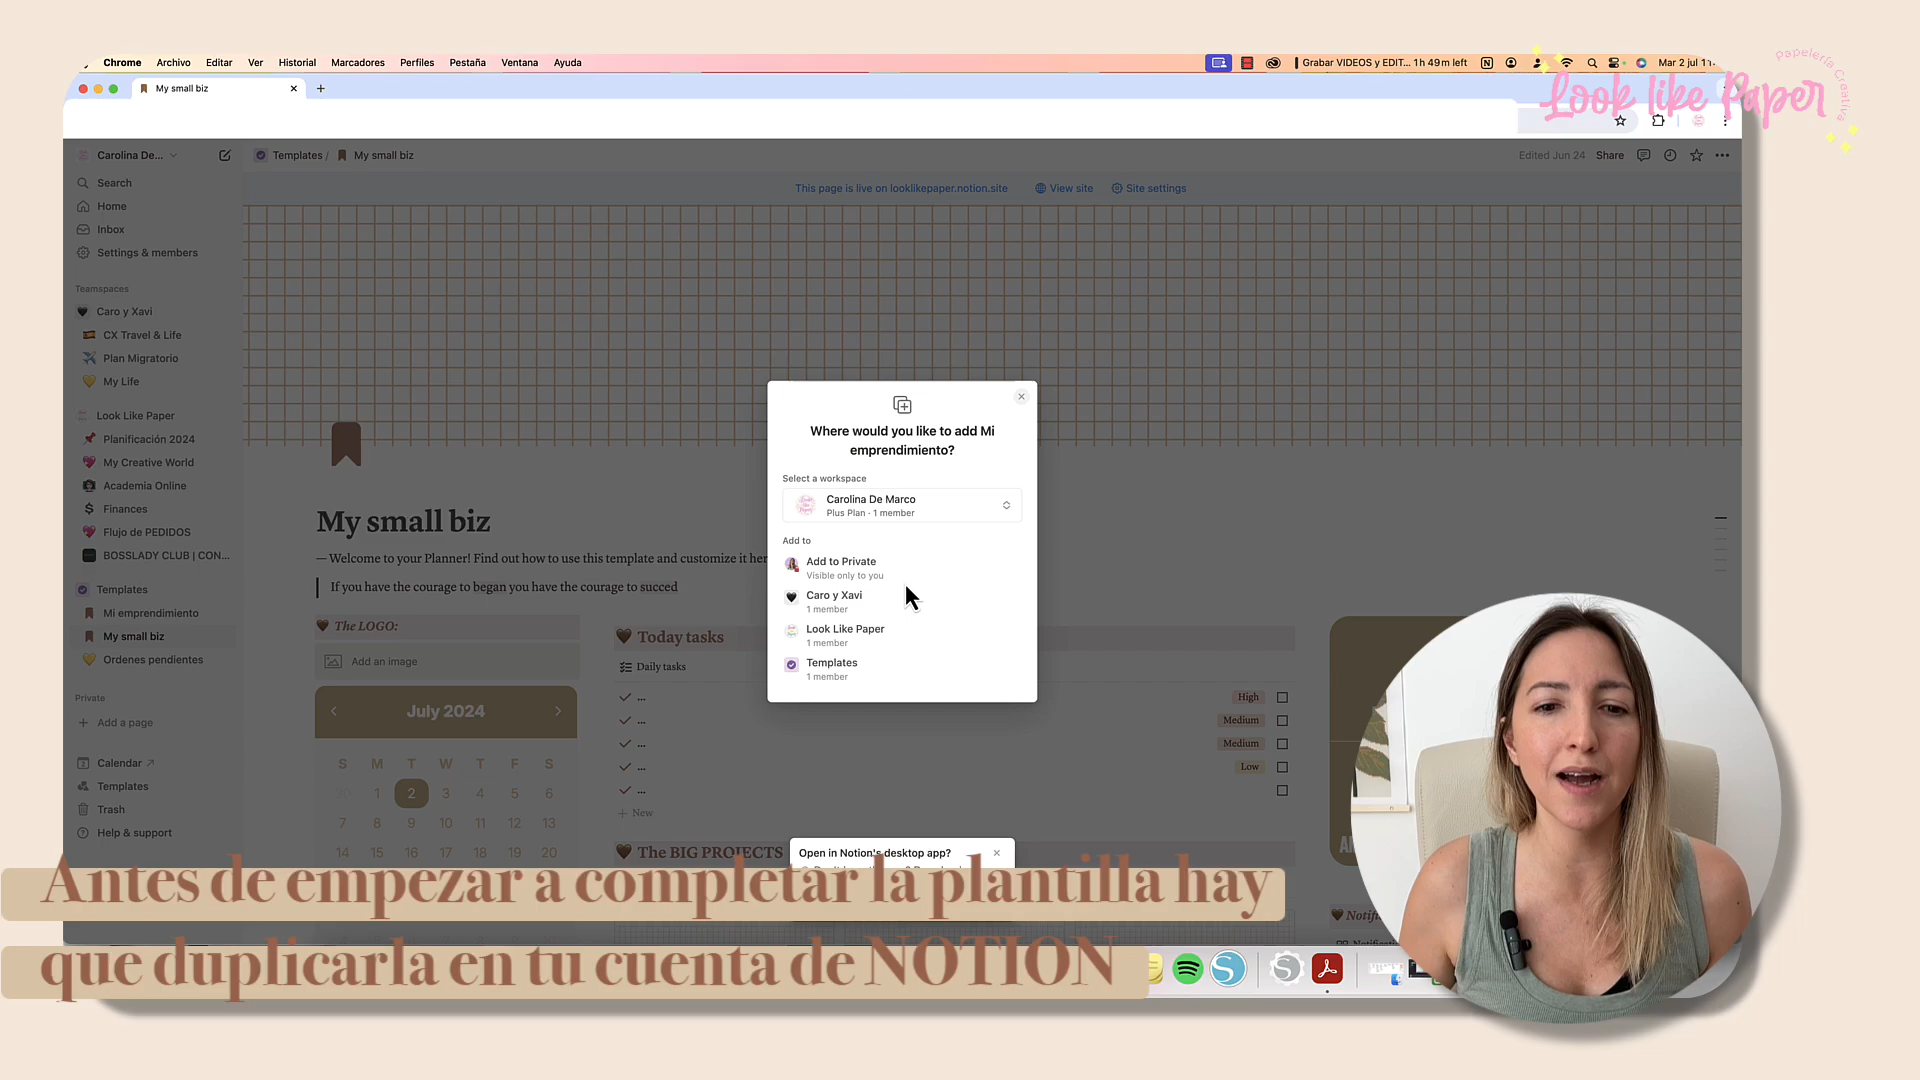 Chrome Archivo Editar Ver Historial Marcadores Perfiles Pestaña Ventana Ayuda
Grabar VIDEOS y EDIT... 1 h 49 m left
Mar 2 jul
Papelería Creativa
Look like Paper
My small biz
Carolina De...
Templates / My small biz
Edited Jun 24 Share
Search
This page is live on looklikepaper.notion.site View site Site settings
Home
Inbox
Settings & members
Teamspaces
Caro y Xavi
CX Travel & Life
Plan Migratorio
My Life
Look Like Paper
Planificación 2024
My Creative World
Academia Online
Finances
Flujo de PEDIDOS
BOSSLADY CLUB | CON...
Templates
Mi emprendimiento
My small biz
Ordenes pendientes
Private
Add a page
Calendar
Templates
Trash
Help & support
My small biz
— Welcome to your Planner! Find out how to use this template and customize it her
If you have the courage to began you have the courage to succed
The LOGO:
Add an image
July 2024
S M T W T F S
30 1 2 3 4 5 6
7 8 9 10 11 12 13
14 15 16 17 18 19 20
Today tasks
Daily tasks
... High
... Medium
... Medium
... Low
...
+ New
The BIG PROJECTS
Where would you like to add Mi
emprendimiento?
Select a workspace
Carolina De Marco
Plus Plan · 1 member
Add to
Add to Private
Visible only to you
Caro y Xavi
1 member
Look Like Paper
1 member
Templates
1 member
Open in Notion's desktop app?
Antes de empezar a completar la plantilla hay
que duplicarla en tu cuenta de NOTION